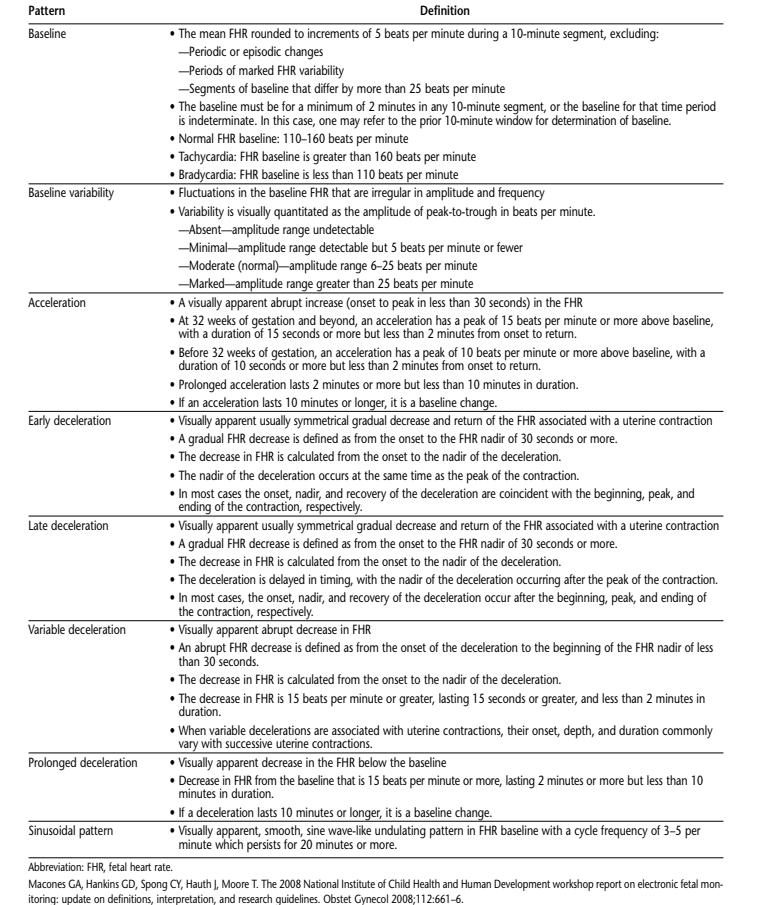 Pattern Definition
Baseline • The mean FHR rounded to increments of 5 beats per minute during a 10-minute segment, excluding:
—Periodic or episodic changes
—Periods of marked FHR variability
—Segments of baseline that differ by more than 25 beats per minute
• The baseline must be for a minimum of 2 minutes in any 10-minute segment, or the baseline for that time period
is indeterminate. In this case, one may refer to the prior 10-minute window for determination of baseline.
• Normal FHR baseline: 110–160 beats per minute
• Tachycardia: FHR baseline is greater than 160 beats per minute
• Bradycardia: FHR baseline is less than 110 beats per minute
Baseline variability • Fluctuations in the baseline FHR that are irregular in amplitude and frequency
• Variability is visually quantitated as the amplitude of peak-to-trough in beats per minute.
—Absent—amplitude range undetectable
—Minimal—amplitude range detectable but 5 beats per minute or fewer
—Moderate (normal)—amplitude range 6–25 beats per minute
—Marked—amplitude range greater than 25 beats per minute
Acceleration • A visually apparent abrupt increase (onset to peak in less than 30 seconds) in the FHR
• At 32 weeks of gestation and beyond, an acceleration has a peak of 15 beats per minute or more above baseline,
with a duration of 15 seconds or more but less than 2 minutes from onset to return.
• Before 32 weeks of gestation, an acceleration has a peak of 10 beats per minute or more above baseline, with a
duration of 10 seconds or more but less than 2 minutes from onset to return.
• Prolonged acceleration lasts 2 minutes or more but less than 10 minutes in duration.
• If an acceleration lasts 10 minutes or longer, it is a baseline change.
Early deceleration • Visually apparent usually symmetrical gradual decrease and return of the FHR associated with a uterine contraction
• A gradual FHR decrease is defined as from the onset to the FHR nadir of 30 seconds or more.
• The decrease in FHR is calculated from the onset to the nadir of the deceleration.
• The nadir of the deceleration occurs at the same time as the peak of the contraction.
• In most cases the onset, nadir, and recovery of the deceleration are coincident with the beginning, peak, and
ending of the contraction, respectively.
Late deceleration • Visually apparent usually symmetrical gradual decrease and return of the FHR associated with a uterine contraction
• A gradual FHR decrease is defined as from the onset to the FHR nadir of 30 seconds or more.
• The decrease in FHR is calculated from the onset to the nadir of the deceleration.
• The deceleration is delayed in timing, with the nadir of the deceleration occurring after the peak of the contraction.
• In most cases, the onset, nadir, and recovery of the deceleration occur after the beginning, peak, and ending of
the contraction, respectively.
Variable deceleration • Visually apparent abrupt decrease in FHR
• An abrupt FHR decrease is defined as from the onset of the deceleration to the beginning of the FHR nadir of less
than 30 seconds.
• The decrease in FHR is calculated from the onset to the nadir of the deceleration.
• The decrease in FHR is 15 beats per minute or greater, lasting 15 seconds or greater, and less than 2 minutes in
duration.
• When variable decelerations are associated with uterine contractions, their onset, depth, and duration commonly
vary with successive uterine contractions.
Prolonged deceleration • Visually apparent decrease in the FHR below the baseline
• Decrease in FHR from the baseline that is 15 beats per minute or more, lasting 2 minutes or more but less than 10
minutes in duration.
• If a deceleration lasts 10 minutes or longer, it is a baseline change.
Sinusoidal pattern • Visually apparent, smooth, sine wave-like undulating pattern in FHR baseline with a cycle frequency of 3–5 per
minute which persists for 20 minutes or more.
Abbreviation: FHR, fetal heart rate.
Macones GA, Hankins GD, Spong CY, Hauth J, Moore T. The 2008 National Institute of Child Health and Human Development workshop report on electronic fetal mon-
itoring: update on definitions, interpretation, and research guidelines. Obstet Gynecol 2008;112:661–6.